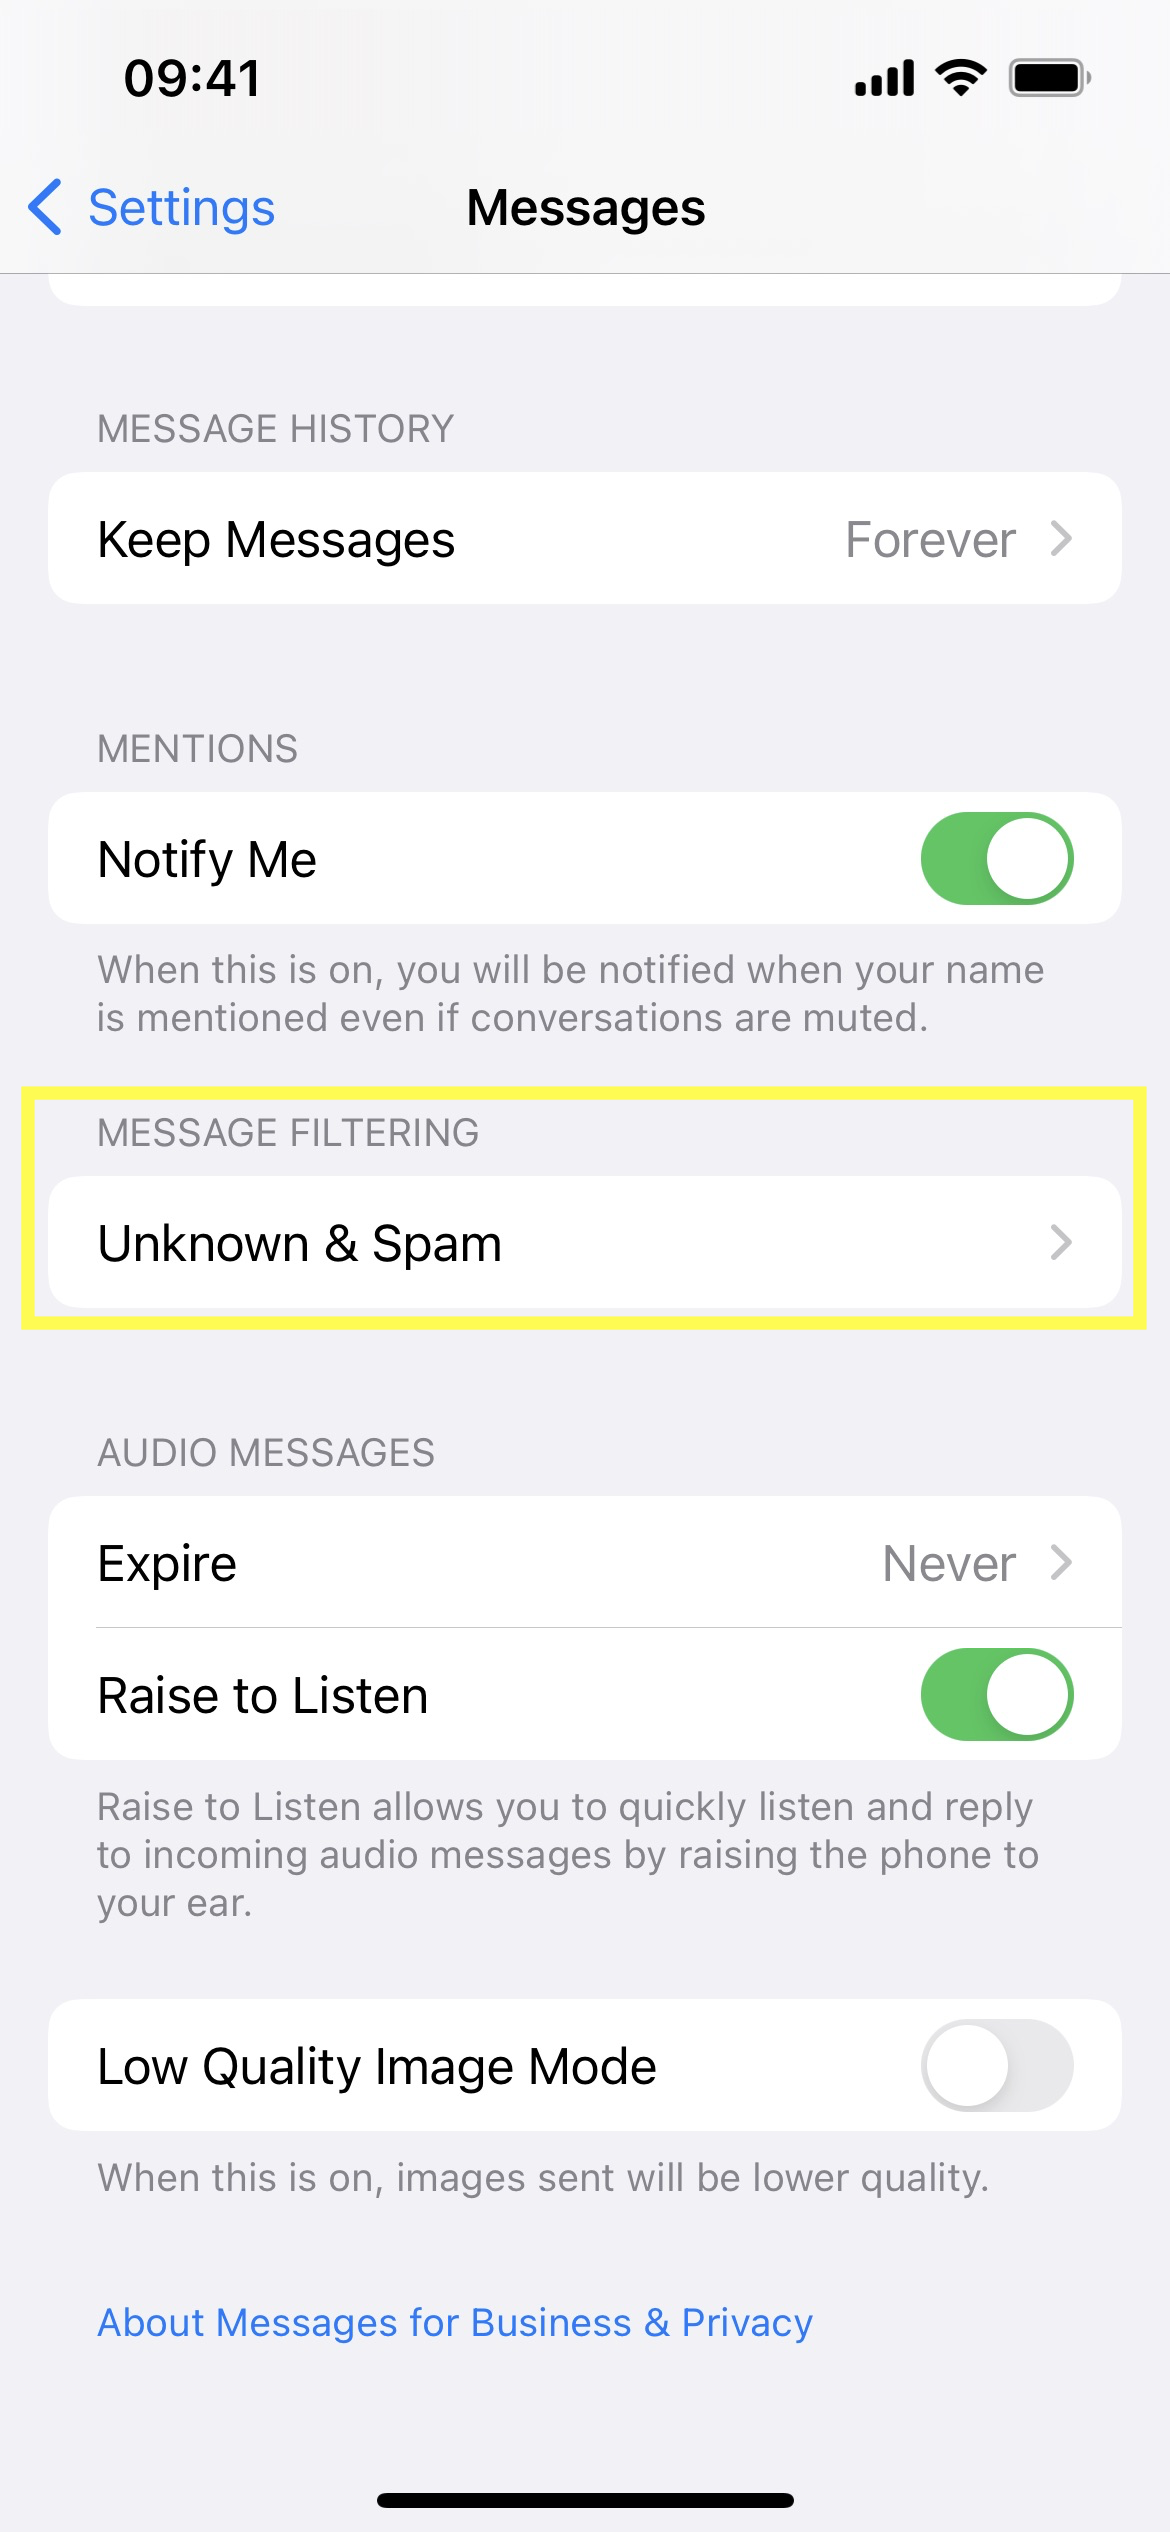 09:41
Settings
Messages
MESSAGE HISTORY
Keep Messages Forever
MENTIONS
Notify Me
When this is on, you will be notified when your name
is mentioned even if conversations are muted.
MESSAGE FILTERING
Unknown & Spam
AUDIO MESSAGES
Expire Never
Raise to Listen
Raise to Listen allows you to quickly listen and reply
to incoming audio messages by raising the phone to
your ear.
Low Quality Image Mode
When this is on, images sent will be lower quality.
About Messages for Business & Privacy